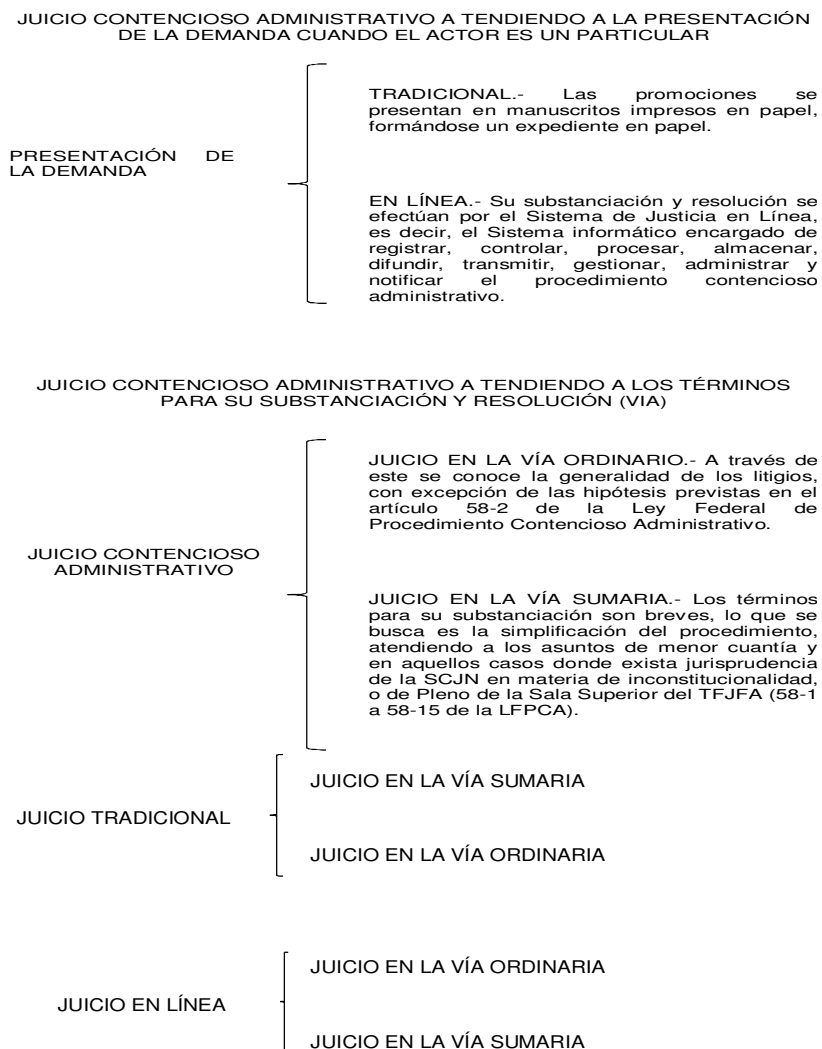 JUICIO CONTENCIOSO ADMINISTRATIVO A TENDIENDO A LA PRESENTACIÓN
DE LA DEMANDA CUANDO EL ACTOR ES UN PARTICULAR
PRESENTACIÓN DE
LA DEMANDA
TRADICIONAL.- Las promociones se
presentan en manuscritos impresos en papel,
formándose un expediente en papel.
EN LÍNEA.- Su substanciación y resolución se
efectúan por el Sistema de Justicia en Línea,
es decir, el Sistema informático encargado de
registrar, controlar, procesar, almacenar,
difundir, transmitir, gestionar, administrar y
notificar el procedimiento contencioso
administrativo.
JUICIO CONTENCIOSO ADMINISTRATIVO A TENDIENDO A LOS TÉRMINOS
PARA SU SUBSTANCIACIÓN Y RESOLUCIÓN (VIA)
JUICIO CONTENCIOSO
ADMINISTRATIVO
JUICIO EN LA VÍA ORDINARIO.- A través de
este se conoce la generalidad de los litigios,
con excepción de las hipótesis previstas en el
artículo 58-2 de la Ley Federal de
Procedimiento Contencioso Administrativo.
JUICIO EN LA VÍA SUMARIA.- Los términos
para su substanciación son breves, lo que se
busca es la simplificación del procedimiento,
atendiendo a los asuntos de menor cuantía y
en aquellos casos donde exista jurisprudencia
de la SCJN en materia de inconstitucionalidad,
o de Pleno de la Sala Superior del TFJFA (58-1
a 58-15 de la LFPCA).
JUICIO TRADICIONAL
JUICIO EN LA VÍA SUMARIA
JUICIO EN LA VÍA ORDINARIA
JUICIO EN LÍNEA
JUICIO EN LA VÍA ORDINARIA
JUICIO EN LA VÍA SUMARIA